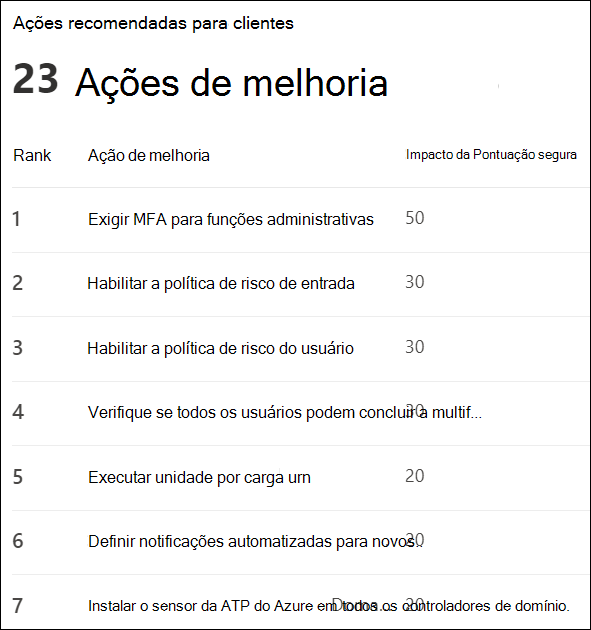 Ações recomendadas para clientes
23 Ações de melhoria
Rank Ação de melhoria Impacto da Pontuação segura
1 Exigir MFA para funções administrativas 50
2 Habilitar a política de risco de entrada 30
3 Habilitar a política de risco do usuário 30
4 Verifique se todos os usuários podem concluir a multif... 30
5 Executar unidade por carga urn 20
6 Definir notificações automatizadas para novos.. 20
7 Instalar o sensor da ATP do Azure em todos os controladores de domínio. 20